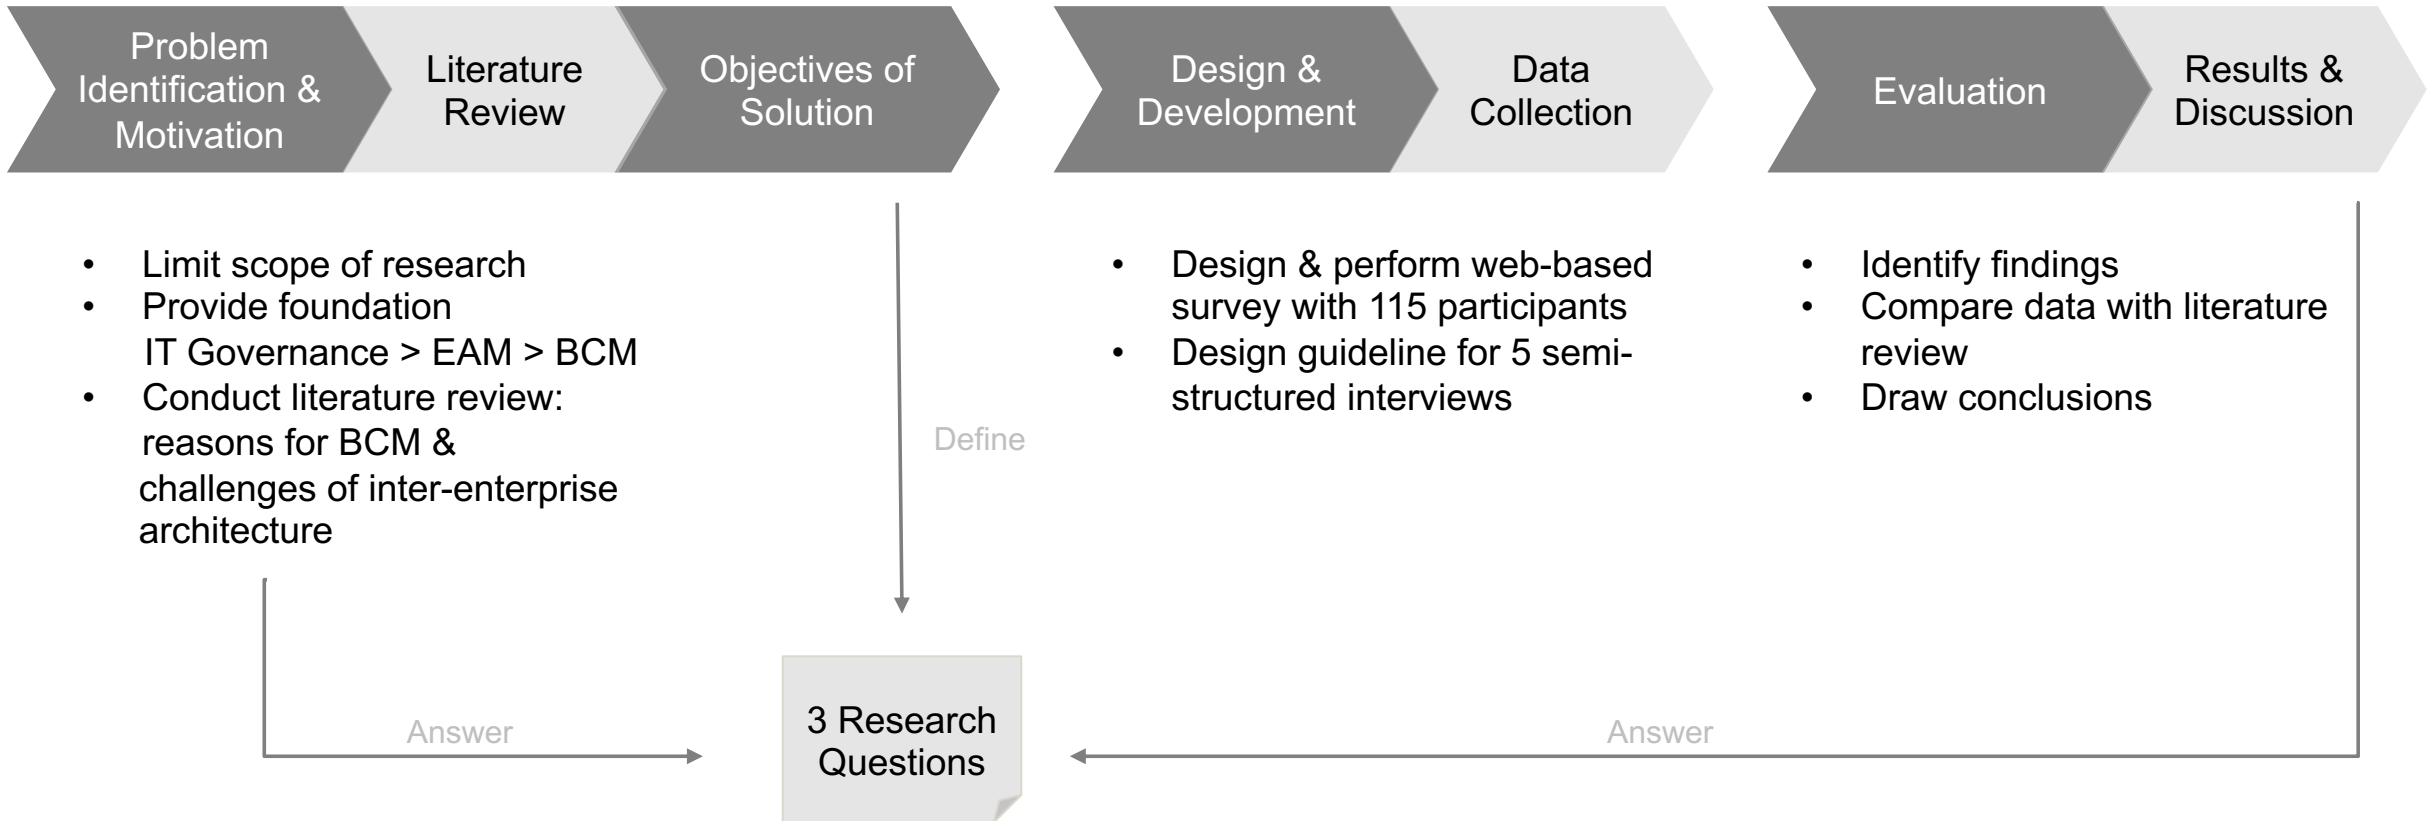 Problem
Identification &
Motivation
Literature
Review
Objectives of
Solution
Design &
Development
Data
Collection
Evaluation
Results &
Discussion
• Limit scope of research
• Provide foundation
IT Governance > EAM > BCM
• Conduct literature review:
reasons for BCM &
challenges of inter-enterprise
architecture
Define
• Design & perform web-based
survey with 115 participants
• Design guideline for 5 semi-
structured interviews
• Identify findings
• Compare data with literature
review
• Draw conclusions
Answer
3 Research
Questions
Answer